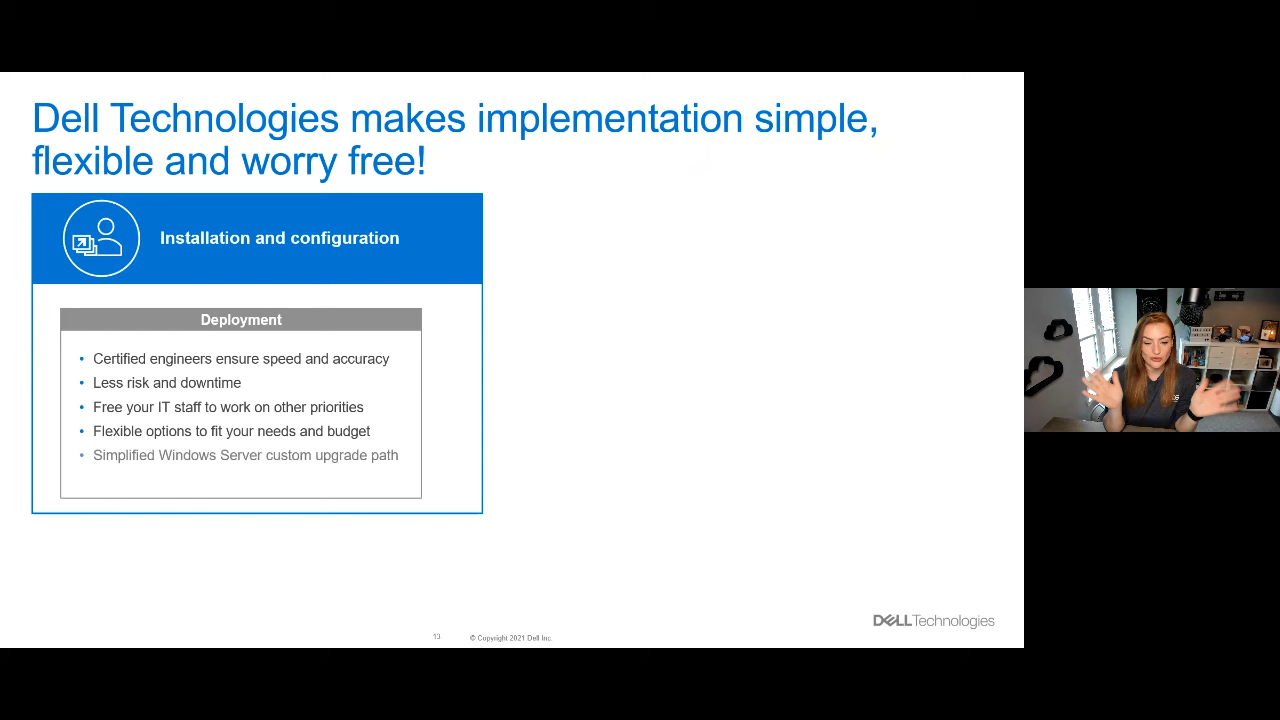 Dell Technologies makes implementation simple,
flexible and worry free!
Installation and configuration
Deployment
• Certified engineers ensure speed and accuracy
• Less risk and downtime
• Free your IT staff to work on other priorities
• Flexible options to fit your needs and budget
• Simplified Windows Server custom upgrade path
DELLTechnologies
13
© Copyright 2021 Dell Inc.